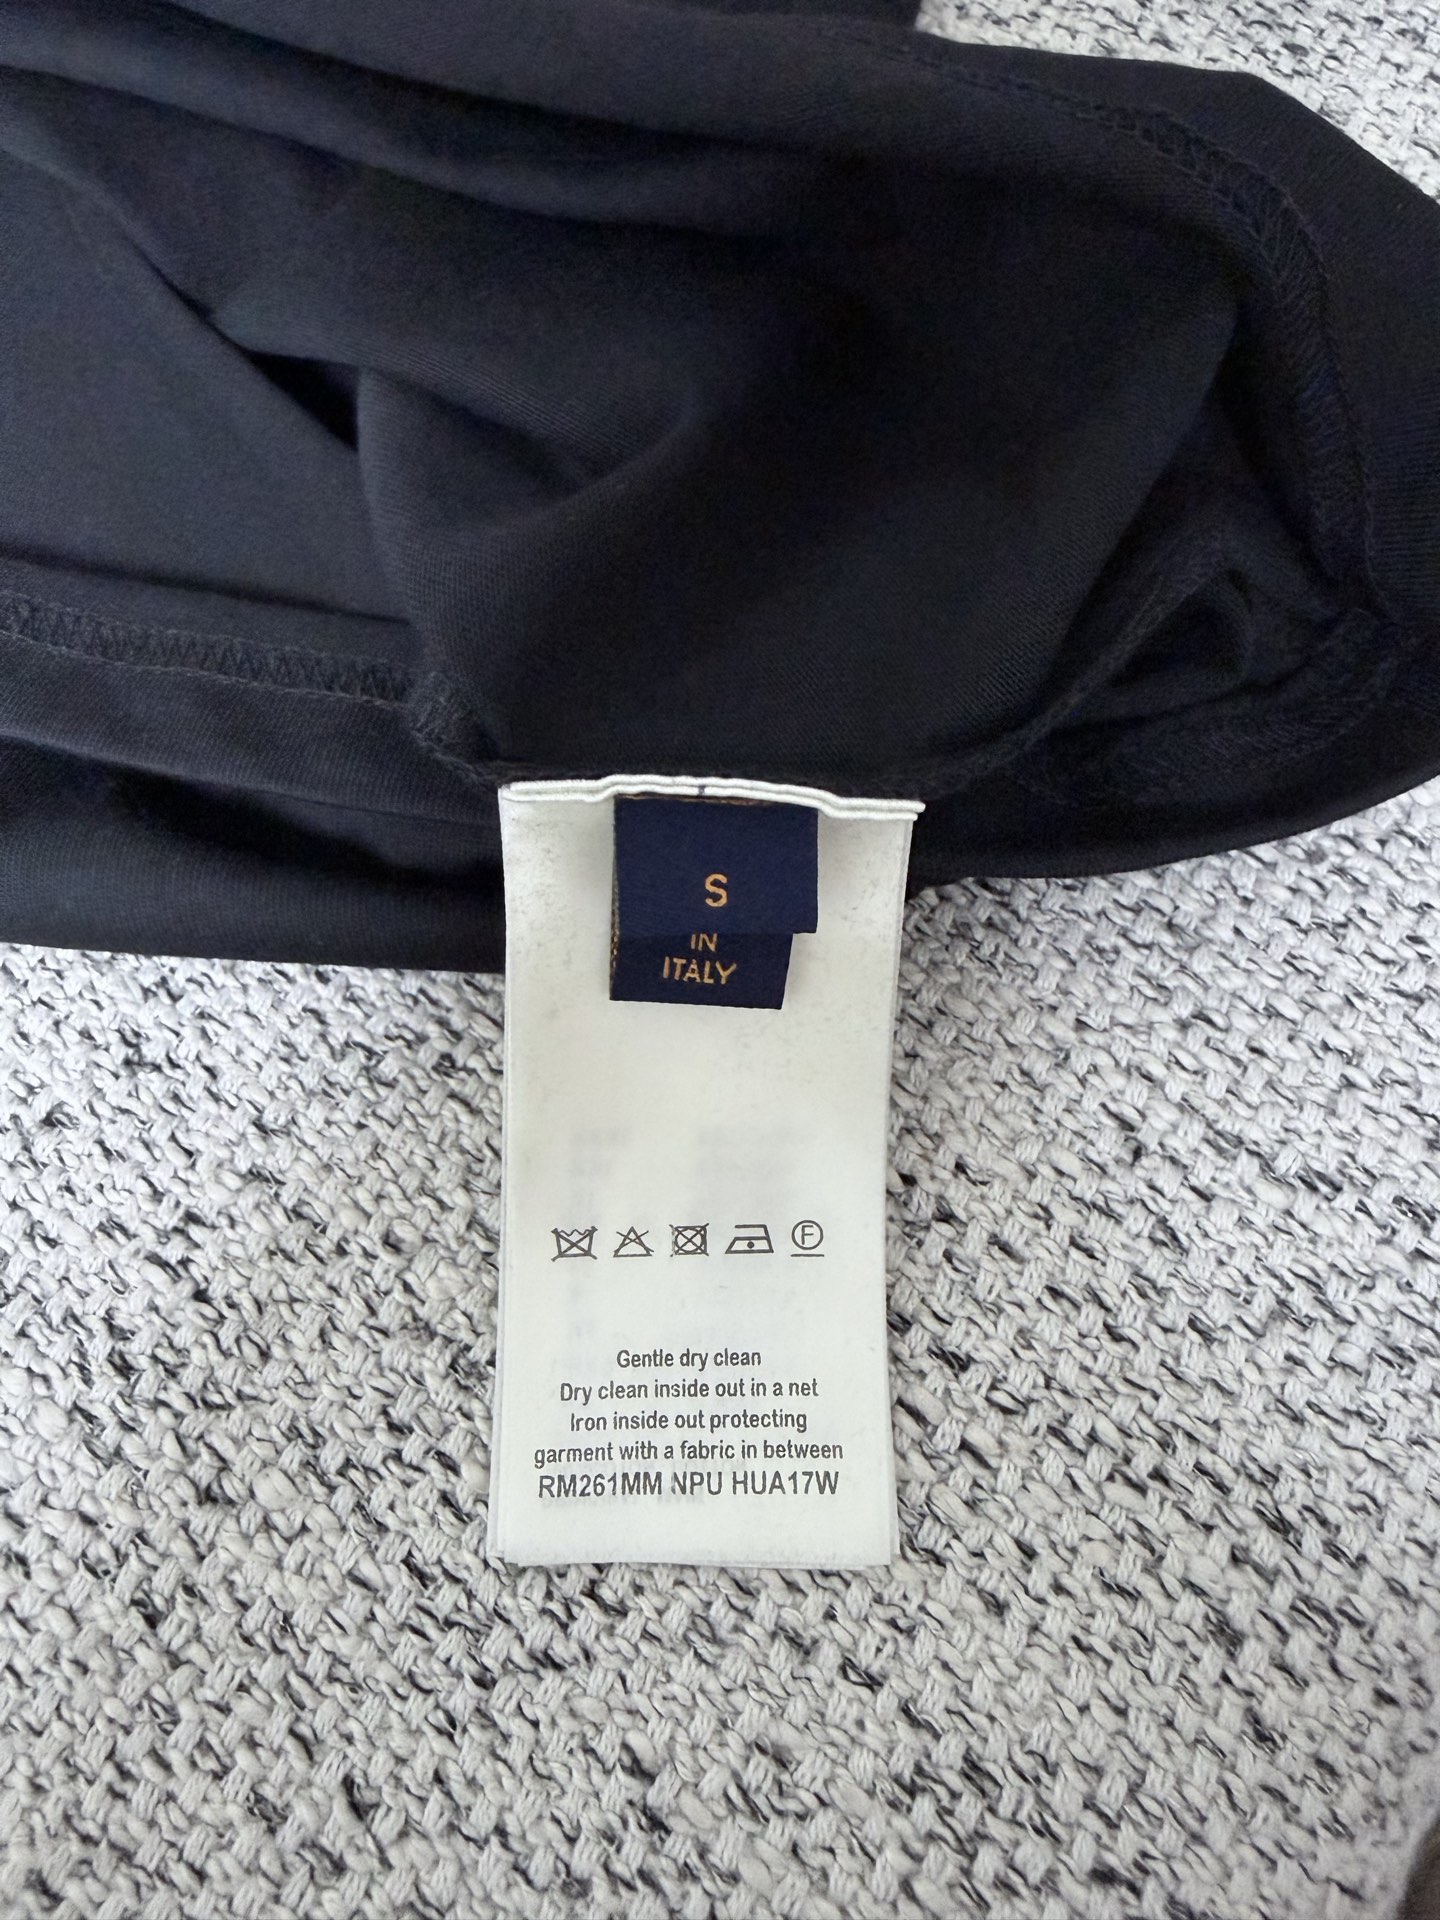 S
IN
ITALY
F
Gentle dry clean
Dry clean inside out in a net
Iron inside out protecting
garment with a fabric in between
RM261MM NPU HUA17W